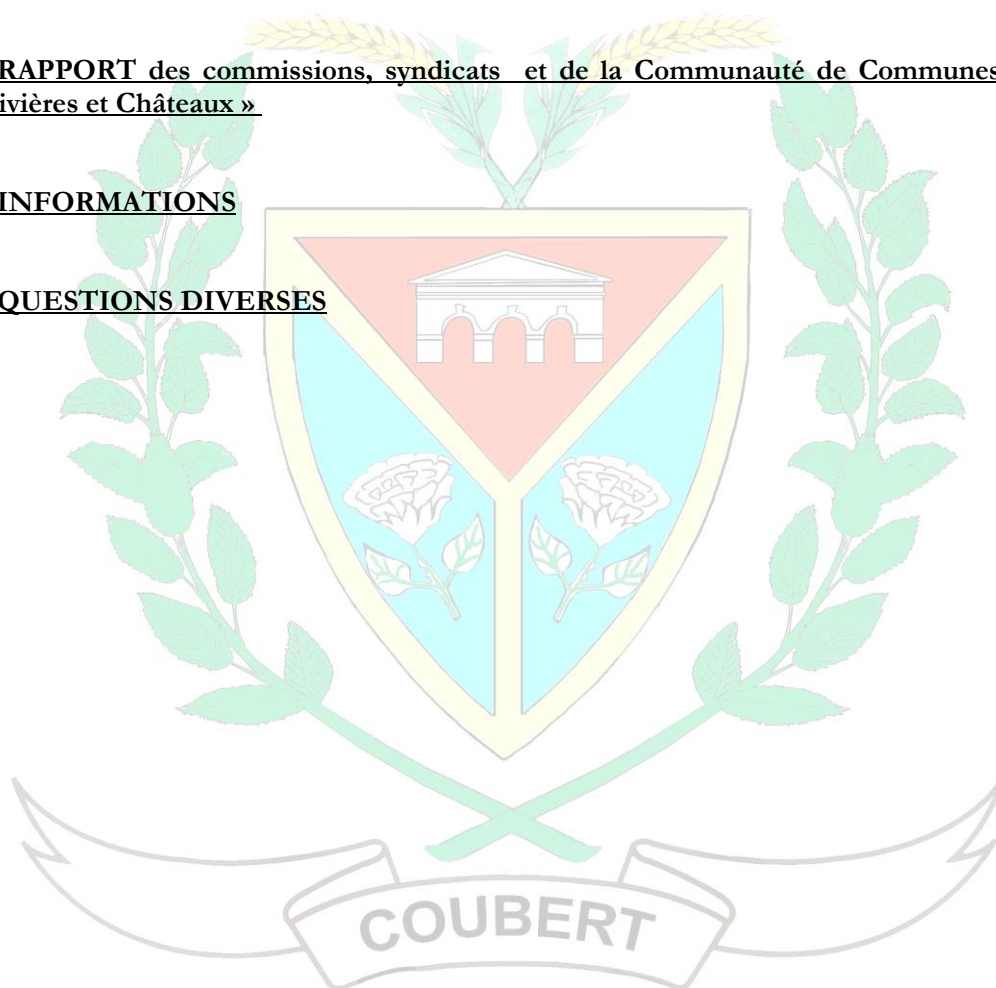 RAPPORT des commissions, syndicats et de la Communauté de Communes
ivières et Châteaux »
INFORMATIONS
QUESTIONS DIVERSES
COUBERT